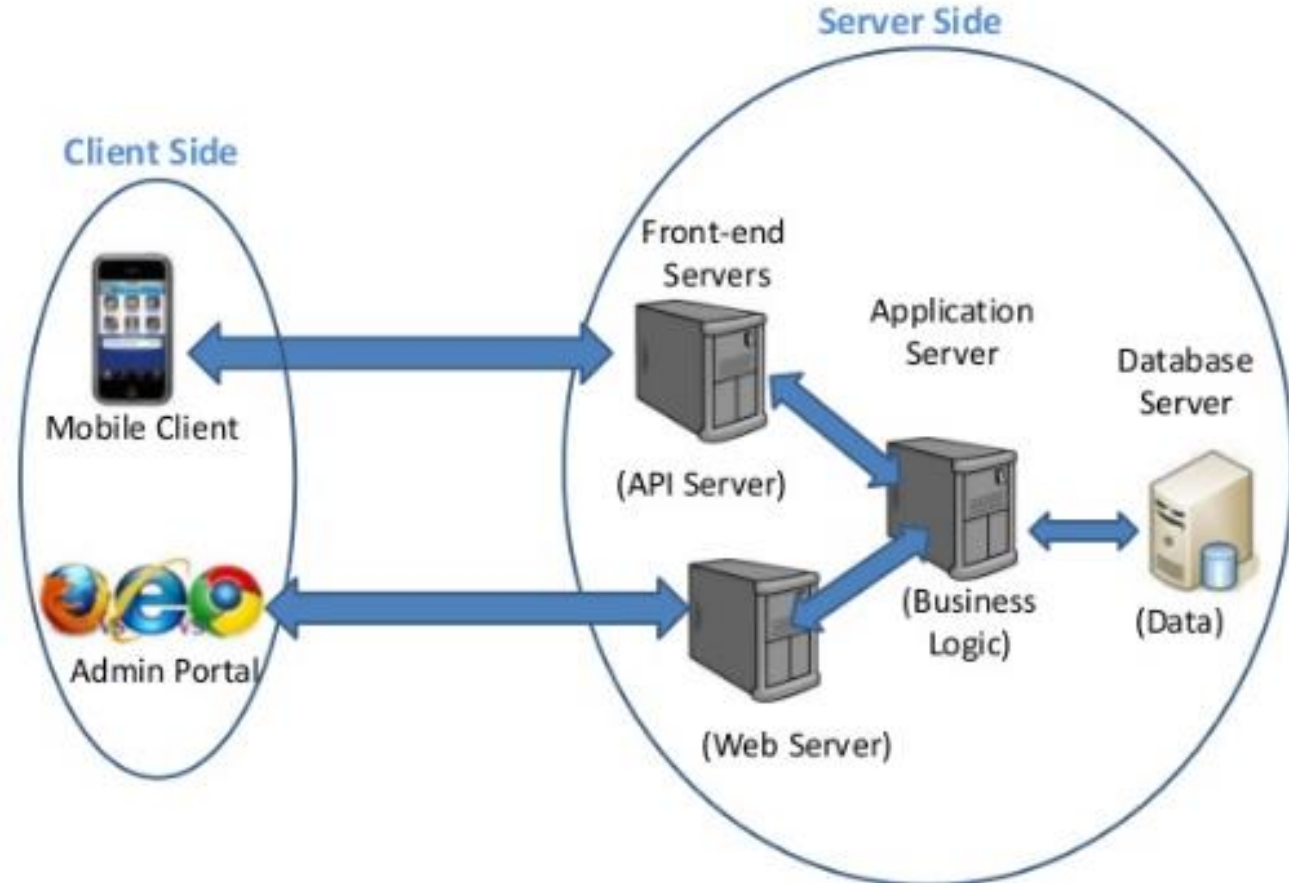 Server Side
Client Side
Front-end
Servers
Application
Server
Database
Server
Mobile Client
(API Server)
(Business
Logic)
(Data)
Admin Portal
(Web Server)